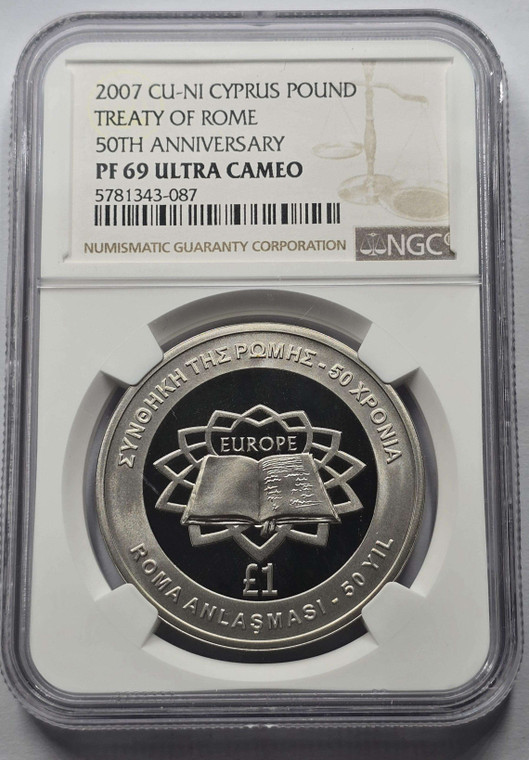 2007 CU-NI CYPRUS POUND
TREATY OF ROME
50TH ANNIVERSARY
PF 69 ULTRA CAMEO
5781343-087
NUMISMATIC GUARANTY CORPORATION
NGC
ΣΥΝΘΗΚΗ ΤΗΣ ΡΩΜΗΣ - 50 ΧΡΟΝΙΑ
EUROPE
£1
ROMA ANLAŞMASI - 50 YIL